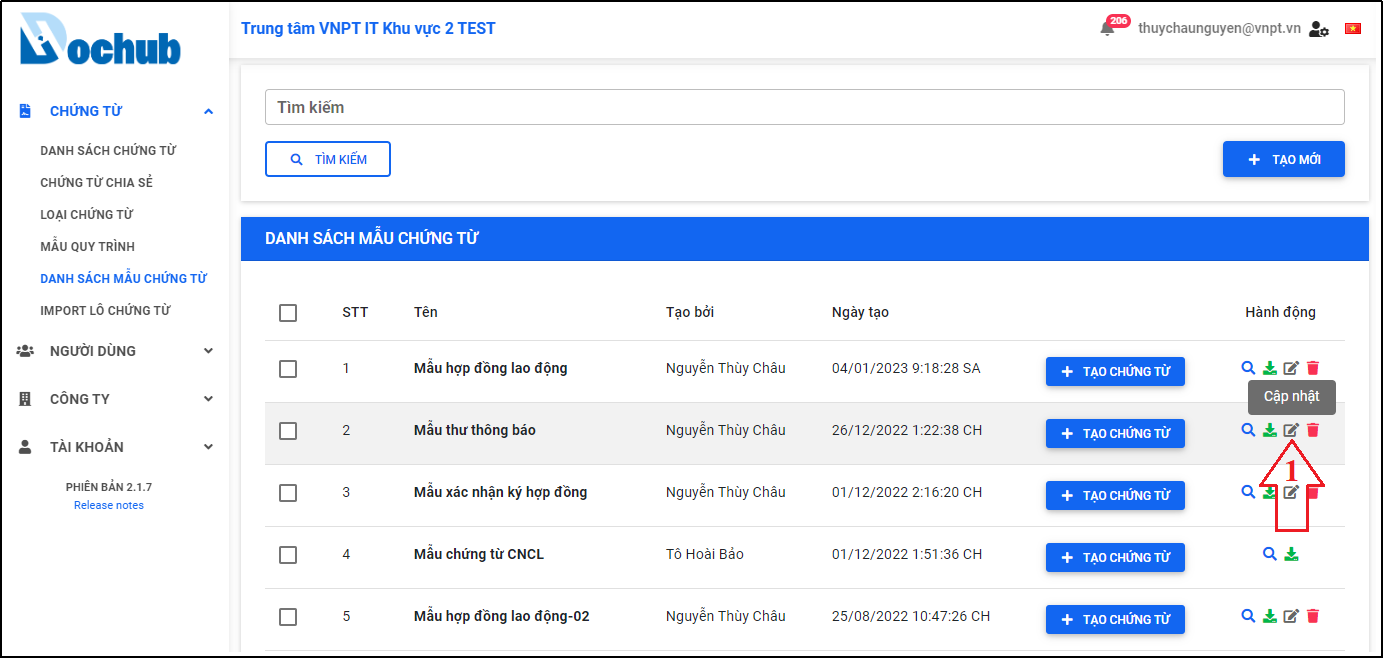 Dochub
Trung tâm VNPT IT Khu vực 2 TEST
206
thuychaunguyen@vnpt.vn
CHỨNG TỪ
DANH SÁCH CHỨNG TỪ
CHỨNG TỪ CHIA SẺ
LOẠI CHỨNG TỪ
MẪU QUY TRÌNH
DANH SÁCH MẪU CHỨNG TỪ
IMPORT LÔ CHỨNG TỪ
NGƯỜI DÙNG
CÔNG TY
TÀI KHOẢN
PHIÊN BẢN 2.1.7
Release notes
Tìm kiếm
TÌM KIẾM
TẠO MỚI
DANH SÁCH MẪU CHỨNG TỪ
STT Tên Tạo bởi Ngày tạo Hành động
1 Mẫu hợp đồng lao động Nguyễn Thùy Châu 04/01/2023 9:18:28 SA TẠO CHỨNG TỪ
Cập nhật
2 Mẫu thư thông báo Nguyễn Thùy Châu 26/12/2022 1:22:38 CH TẠO CHỨNG TỪ
1
3 Mẫu xác nhận ký hợp đồng Nguyễn Thùy Châu 01/12/2022 2:16:20 CH TẠO CHỨNG TỪ
4 Mẫu chứng từ CNCL Tô Hoài Bảo 01/12/2022 1:51:36 CH TẠO CHỨNG TỪ
5 Mẫu hợp đồng lao động-02 Nguyễn Thùy Châu 25/08/2022 10:47:26 CH TẠO CHỨNG TỪ